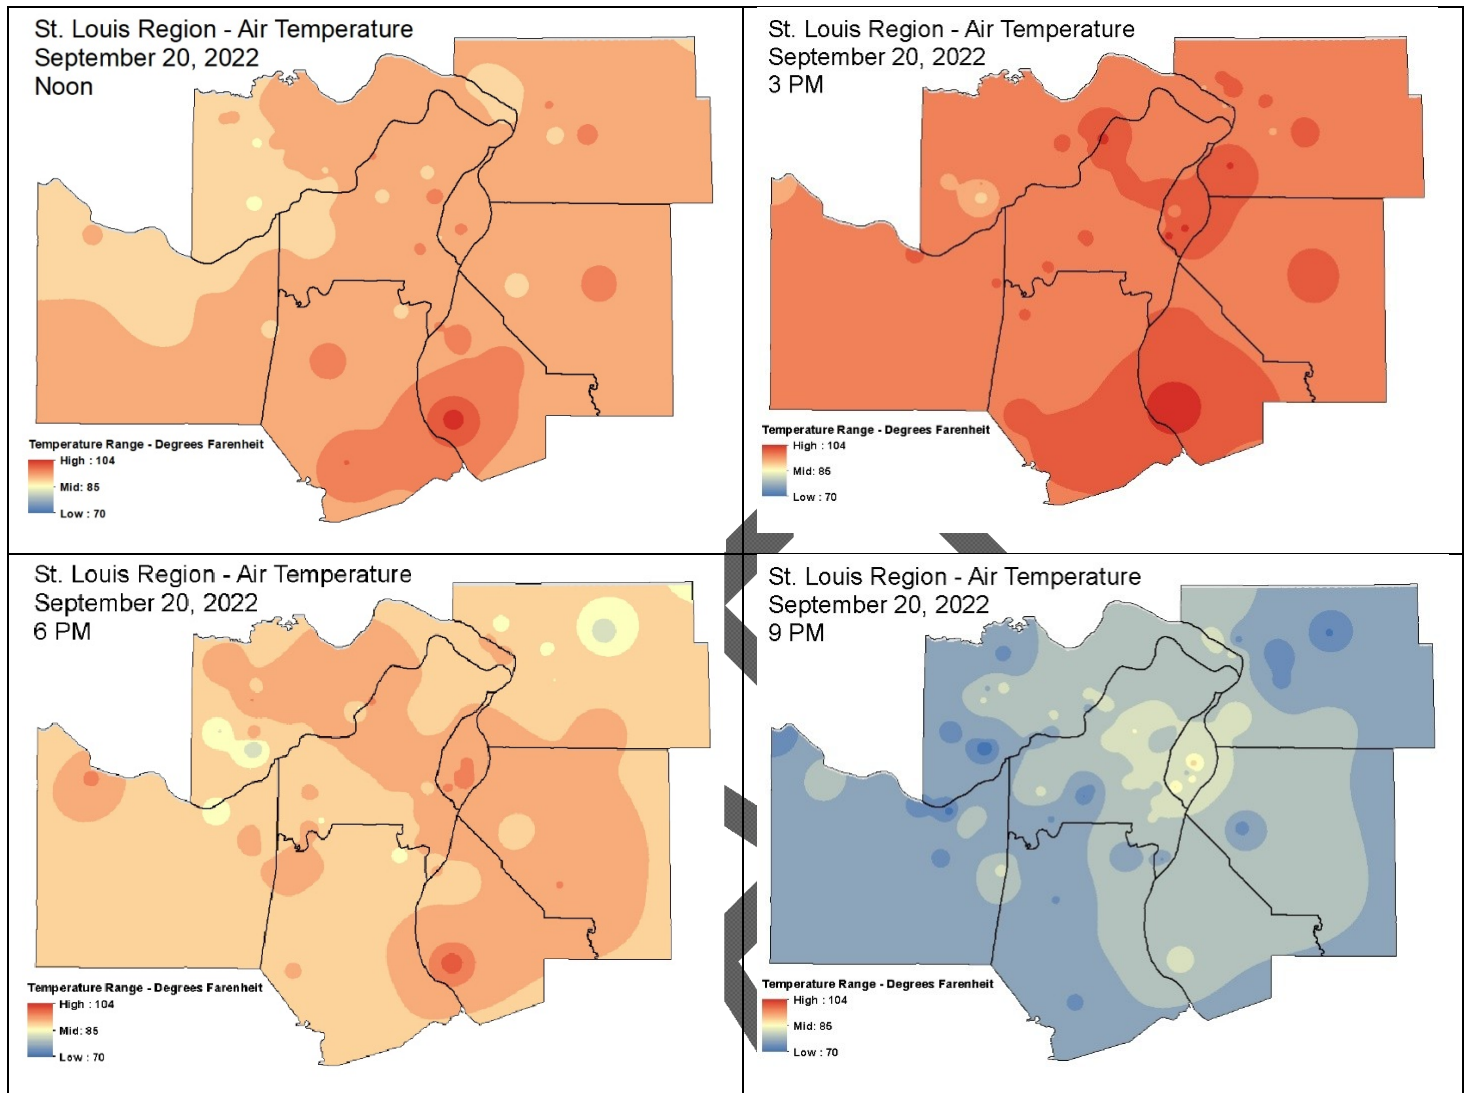 St. Louis Region - Air Temperature
September 20, 2022
Noon
Temperature Range - Degrees Farenheit
High : 104
Mid: 85
Low : 70
St. Louis Region - Air Temperature
September 20, 2022
3 PM
Temperature Range - Degrees Farenheit
High : 104
Mid: 85
Low : 70
St. Louis Region - Air Temperature
September 20, 2022
6 PM
Temperature Range - Degrees Farenheit
High : 104
Mid: 85
Low : 70
St. Louis Region - Air Temperature
September 20, 2022
9 PM
Temperature Range - Degrees Farenheit
High : 104
Mid: 85
Low : 70